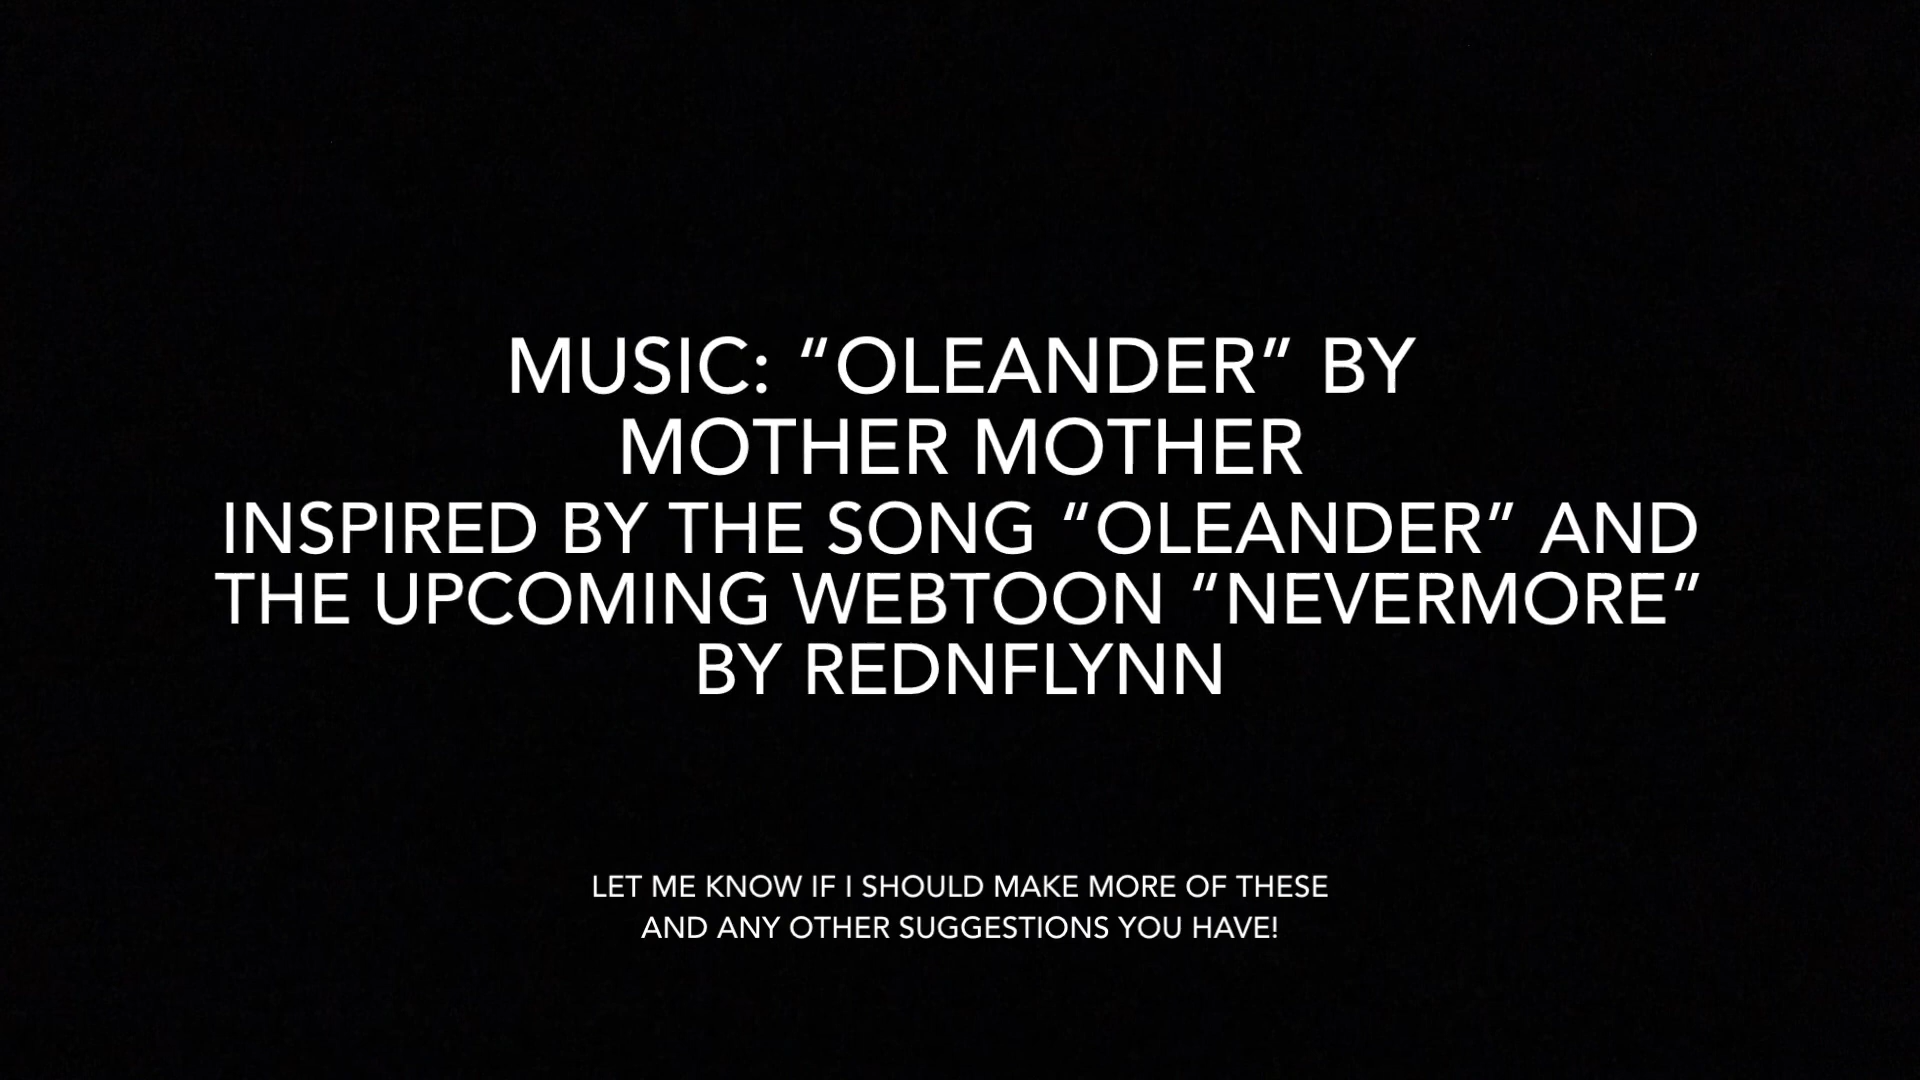 MUSIC: “OLEANDER” BY
MOTHER MOTHER
INSPIRED BY THE SONG “OLEANDER” AND
THE UPCOMING WEBTOON “NEVERMORE”
BY REDNFLYNN
LET ME KNOW IF I SHOULD MAKE MORE OF THESE
AND ANY OTHER SUGGESTIONS YOU HAVE!